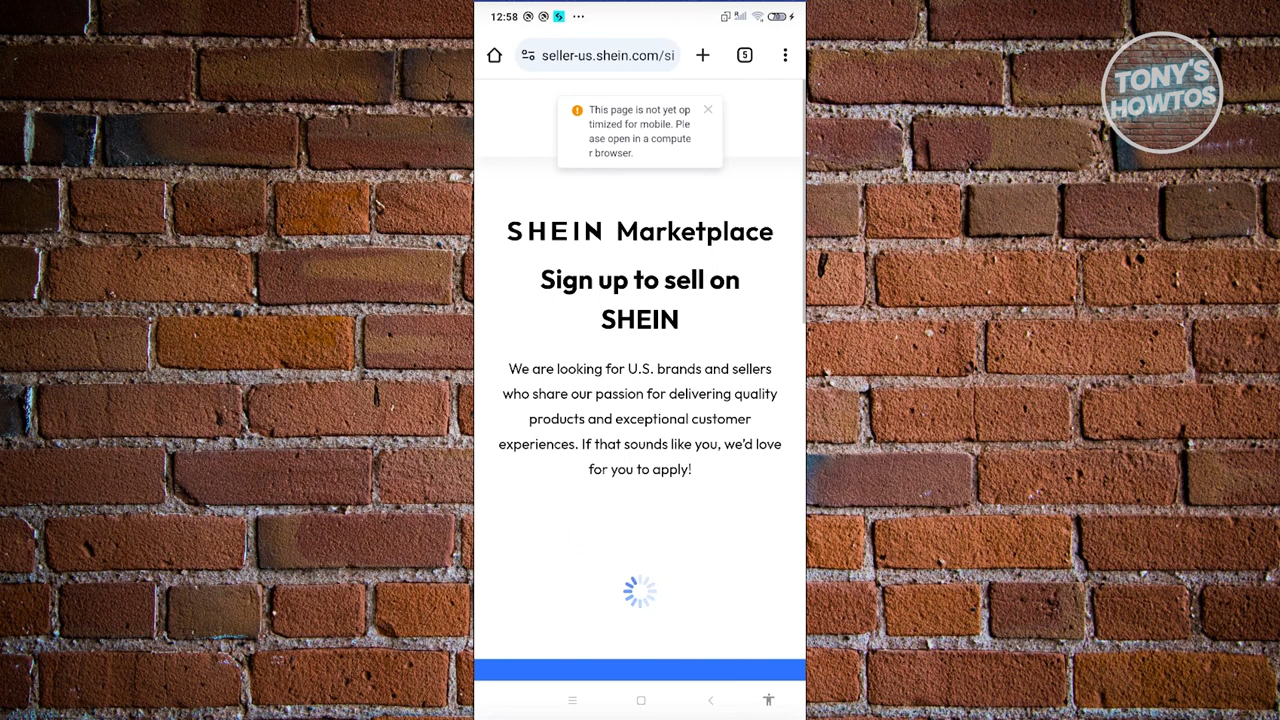 12:58
seller-us.shein.com/si
5
This page is not yet op
timized for mobile. Ple
ase open in a compute
r browser.
SHEIN Marketplace
Sign up to sell on
SHEIN
We are looking for U.S. brands and sellers
who share our passion for delivering quality
products and exceptional customer
experiences. If that sounds like you, we'd love
for you to apply!
TONY'S
HOWTOS